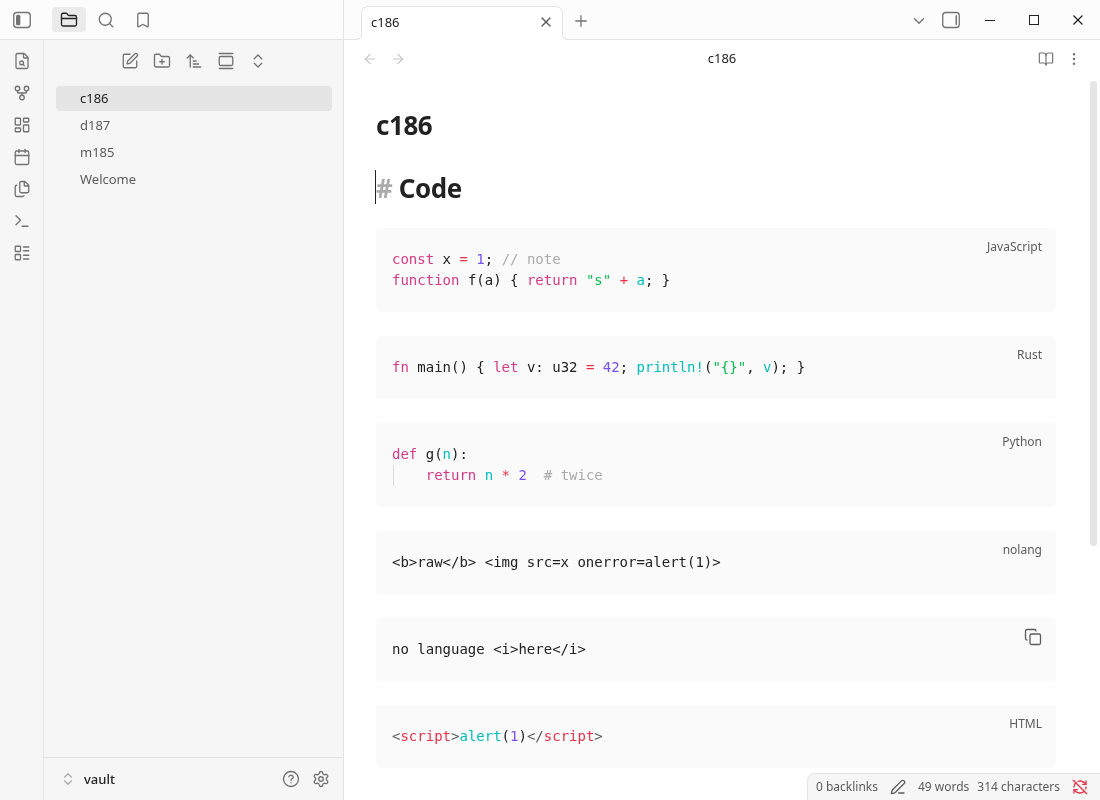 c186
c186
c186
d187
m185
Welcome
c186
# Code
JavaScript
const x = 1; // note
function f(a) { return "s" + a; }
Rust
fn main() { let v: u32 = 42; println!("{}", v); }
Python
def g(n):
    return n * 2  # twice
nolang
<b>raw</b> <img src=x onerror=alert(1)>
no language <i>here</i>
HTML
<script>alert(1)</script>
vault
0 backlinks 49 words 314 characters